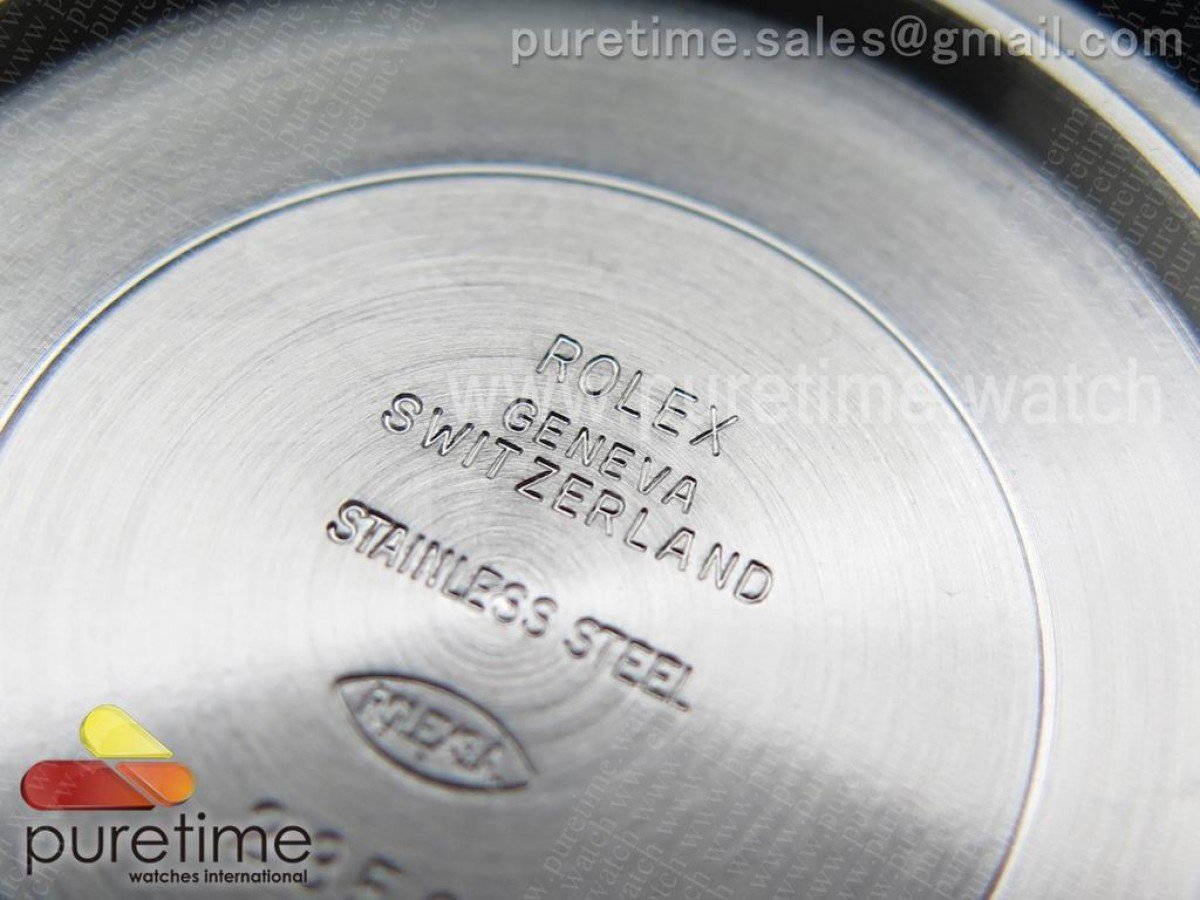 puretime.sales@gmail.com
www.puretime.watch
ROLEX
GENEVA
SWITZERLAND
STAINLESS STEEL
puretime
watches international